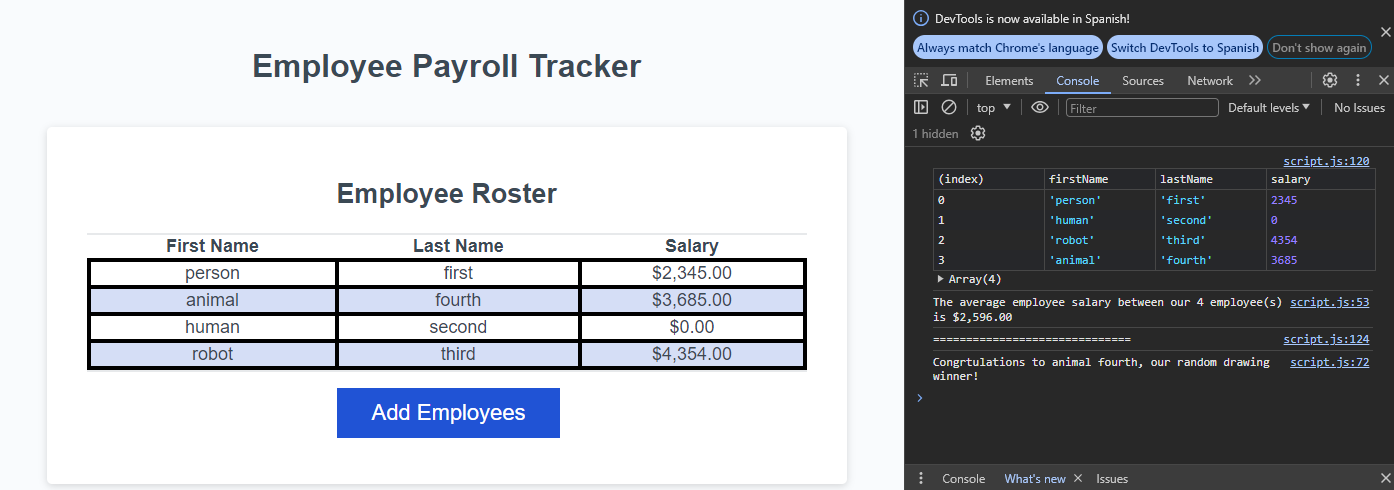 Employee Payroll Tracker
Employee Roster
First Name Last Name Salary
person first $2,345.00
animal fourth $3,685.00
human second $0.00
robot third $4,354.00
Add Employees
DevTools is now available in Spanish!
Always match Chrome's language Switch DevTools to Spanish Don't show again
Elements Console Sources Network
top Filter Default levels No Issues
1 hidden
script.js:120
(index) firstName lastName salary
0 'person' 'first' 2345
1 'human' 'second' 0
2 'robot' 'third' 4354
3 'animal' 'fourth' 3685
Array(4)
The average employee salary between our 4 employee(s) script.js:53
is $2,596.00
============================== script.js:124
Congrtulations to animal fourth, our random drawing script.js:72
winner!
Console What's new Issues